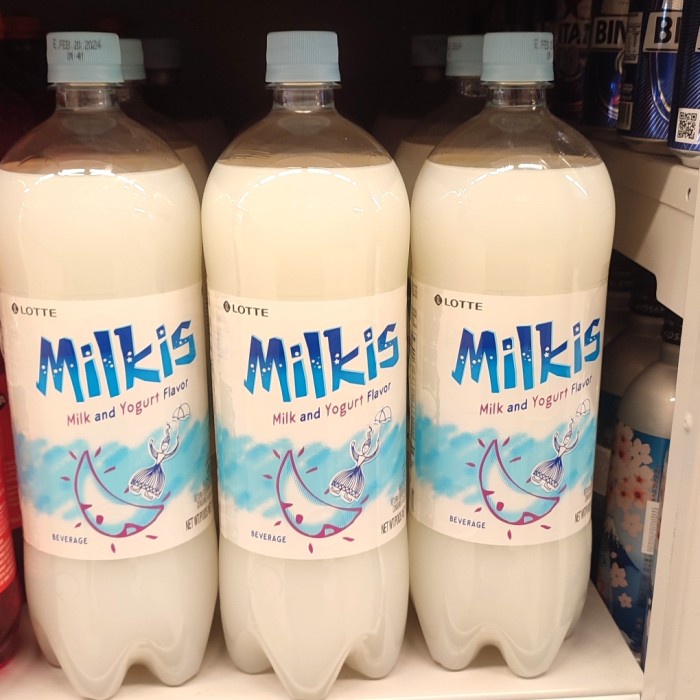 E. FEB 20. 2024
LOTTE
Milkis
Milk and Yogurt Flavor
BEVERAGE
LOTTE
Milkis
Milk and Yogurt Flavor
BEVERAGE
LOTTE
Milkis
Milk and Yogurt Flavor
BEVERAGE
BIN